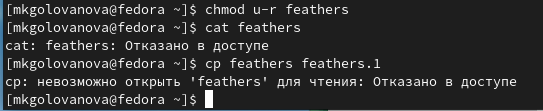 [mkgolovanova@fedora ~]$ chmod u-r feathers
[mkgolovanova@fedora ~]$ cat feathers
cat: feathers: Отказано в доступе
[mkgolovanova@fedora ~]$ cp feathers feathers.1
cp: невозможно открыть 'feathers' для чтения: Отказано в доступе
[mkgolovanova@fedora ~]$